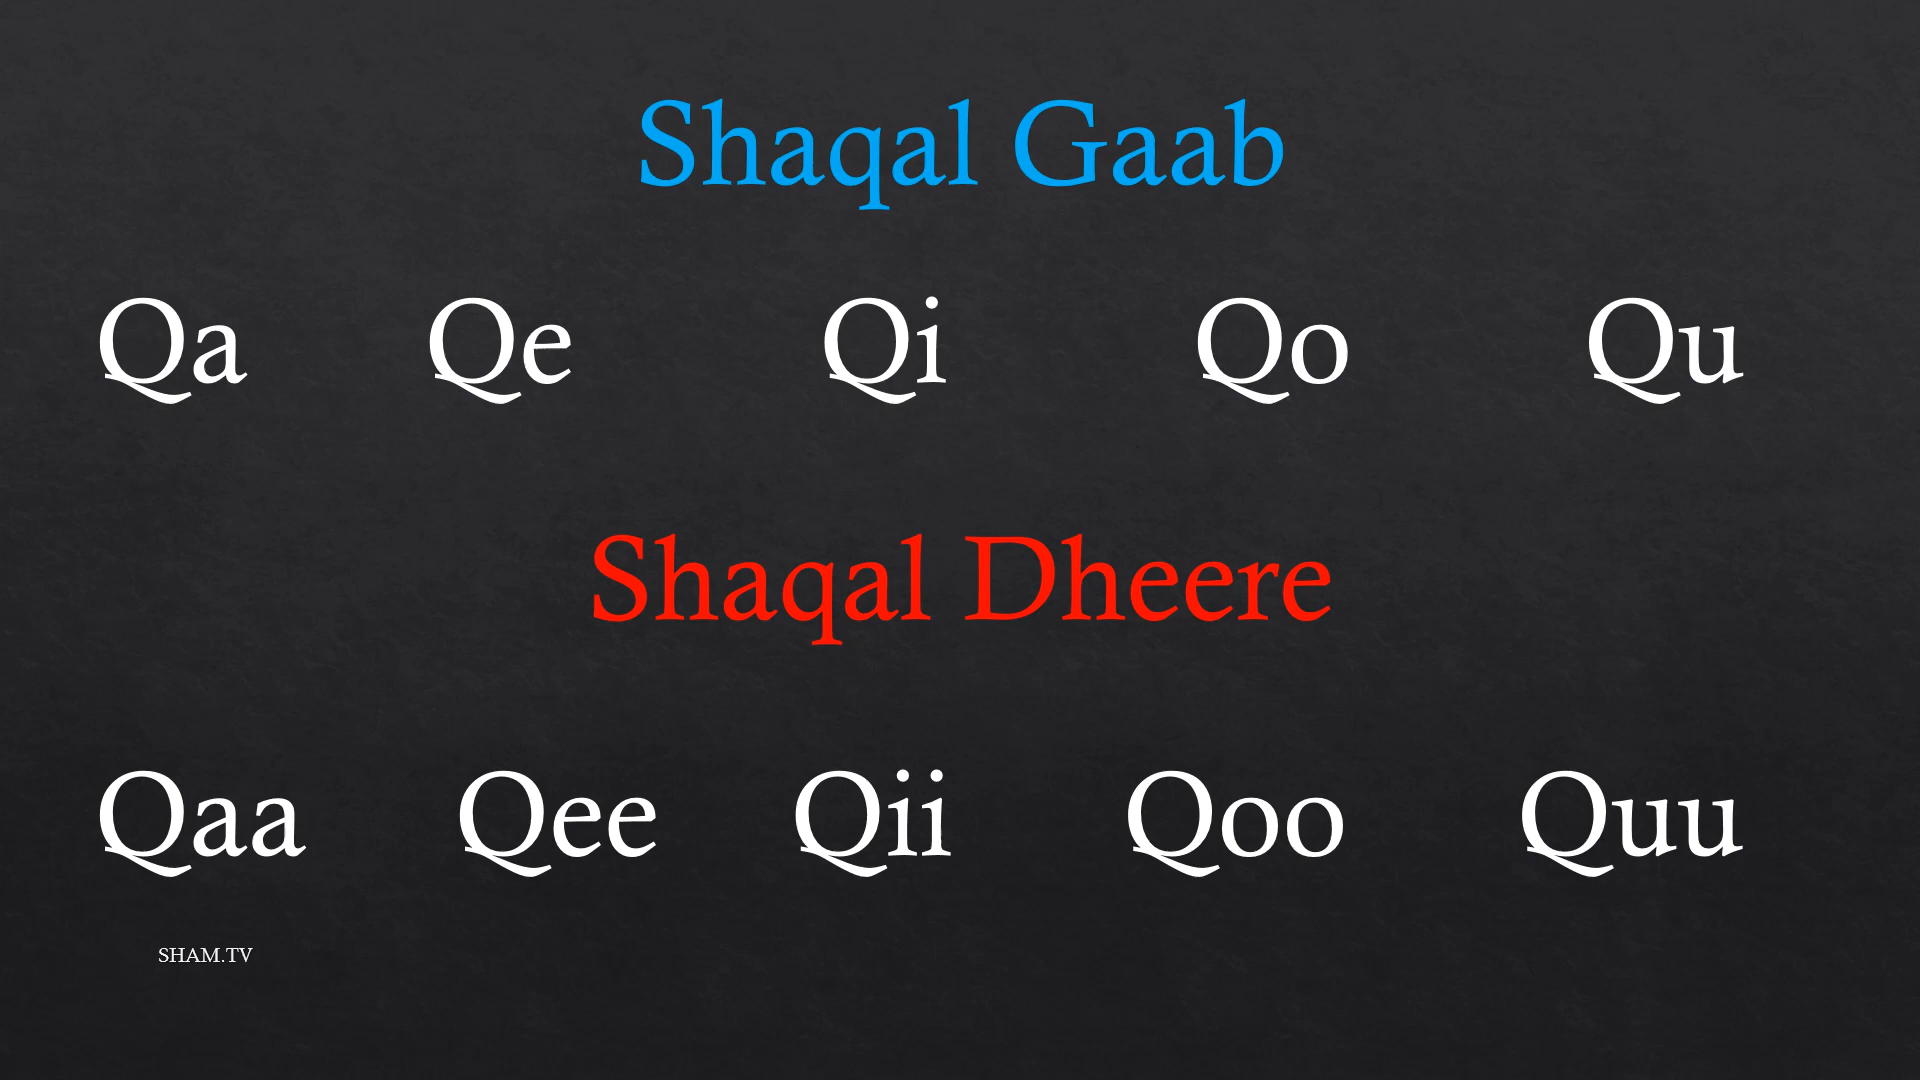 Shaqal Gaab
Qa Qe Qi Qo Qu
Shaqal Dheere
Qaa Qee Qii Qoo Quu
SHAM.TV